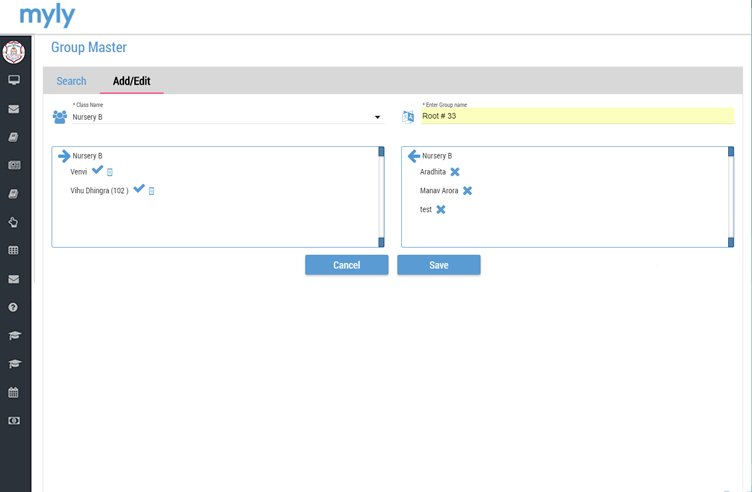 myly
Group Master
Search Add/Edit
* Class Name
Nursery B
* Enter Group name
Root # 33
Nursery B
Venvi
Vihu Dhingra (102 )
Nursery B
Aradhita
Manav Arora
test
Cancel Save